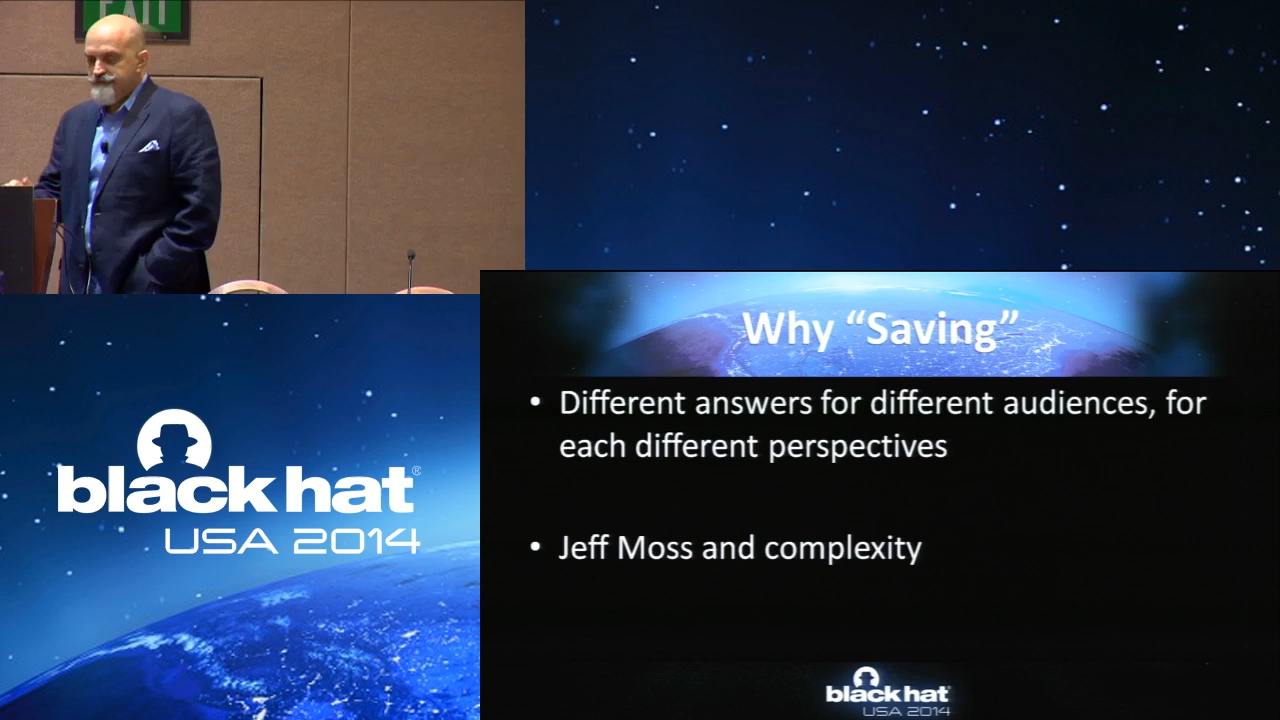 EXIT
Why “Saving”
• Different answers for different audiences, for
each different perspectives
• Jeff Moss and complexity
black hat®
USA 2014
black hat
USA 2014